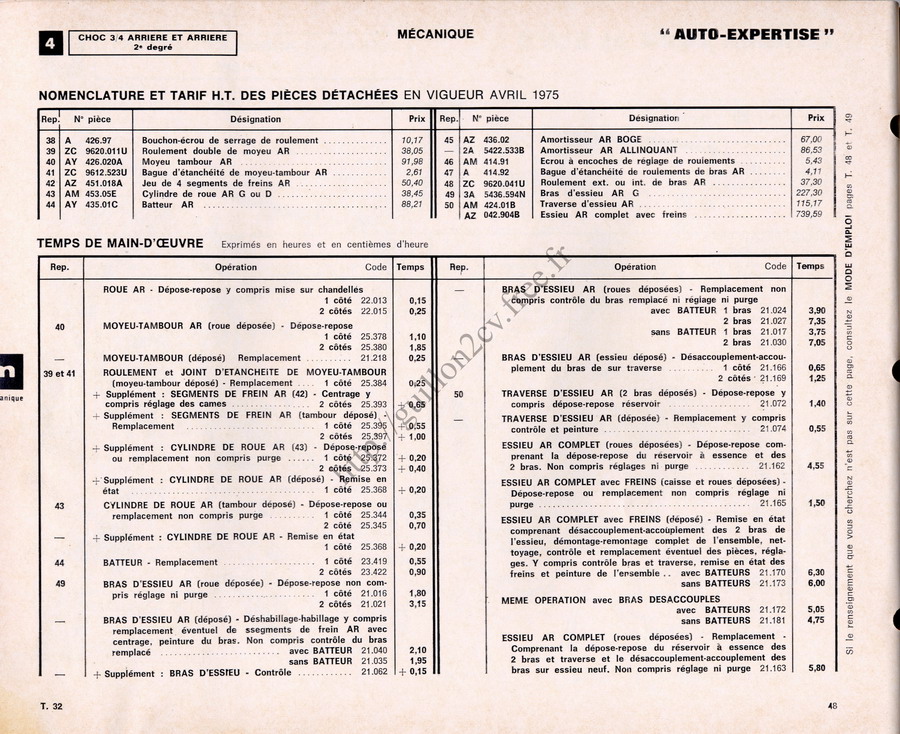 4
CHOC 3/4 ARRIERE ET ARRIERE
2e degré
MÉCANIQUE
“AUTO-EXPERTISE”
NOMENCLATURE ET TARIF H.T. DES PIÈCES DÉTACHÉES EN VIGUEUR AVRIL 1975
Rep. N° pièce Désignation Prix
38 A 426.97 Bouchon-écrou de serrage de roulement 10,17
39 ZC 9620.011U Roulement double de moyeu AR 38,05
40 AY 426.020A Moyeu tambour AR 91,98
41 ZC 9612.523U Bague d'étanchéité de moyeu-tambour AR 2,61
42 AZ 451.018A Jeu de 4 segments de freins AR 50,40
43 AM 453.05E Cylindre de roue AR G ou D 38,45
44 AY 435.01C Batteur AR 88,21
Rep. N° pièce Désignation Prix
45 AZ 436.02 Amortisseur AR BOGE 67,00
— 2A 5422.533B Amortisseur AR ALLINQUANT 86,53
46 AM 414.91 Ecrou à encoches de réglage de rouiements 5,43
47 A 414.92 Bague d'étanchéité de rouiements de bras AR 4,11
48 ZC 9620.041U Roulement ext. ou int. de bras AR 37,30
49 3A 5436.594N Bras d'essieu AR G 227,30
50 AM 424.01B Traverse d'essieu AR 115,17
AZ 042.904B Essieu AR complet avec freins 739,59
TEMPS DE MAIN-D'ŒUVRE Exprimés en heures et en centièmes d'heure
Rep. Opération Code Temps
ROUE AR - Dépose-repose y compris mise sur chandelles
1 côté 22.013 0,15
2 côtés 22.015 0,25
40 MOYEU-TAMBOUR AR (roue déposée) - Dépose-repose
1 côté 25.378 1,10
2 côtés 25.380 1,85
— MOYEU-TAMBOUR (déposé) Remplacement 21.218 0,25
39 et 41 ROULEMENT et JOINT D'ETANCHEITE DE MOYEU-TAMBOUR
(moyeu-tambour déposé) - Remplacement .... 1 côté 25.384 0,25
+ Supplément : SEGMENTS DE FREIN AR (42) - Centrage y
compris réglage des cames 2 côtés 25.393 + 0,65
+ Supplément : SEGMENTS DE FREIN AR (tambour déposé)
Remplacement 1 côté 25.395 + 0,55
2 côtés 25.397 + 1,00
+ Supplément : CYLINDRE DE ROUE AR (43) - Dépose-repose
ou remplacement non compris purge 1 côté 25.372 + 0,20
2 côtés 25.373 + 0,40
+ Supplément : CYLINDRE DE ROUE AR (déposé) - Remise en
état 1 côté 25.368 + 0,20
43 CYLINDRE DE ROUE AR (tambour déposé) - Dépose-repose ou
remplacement non compris purge 1 côté 25.344 0,35
2 côté 25.345 0,70
— + Supplément : CYLINDRE DE ROUE AR - Remise en état
1 côté 25.368 + 0,20
44 BATTEUR - Remplacement 1 côté 23.419 0,55
2 côtés 23.422 0,90
49 BRAS D'ESSIEU AR (roue déposée) - Dépose-repose non com-
pris réglage ni purge 1 côté 21.016 1,80
2 côté 21.021 3,15
— BRAS D'ESSIEU AR (déposé) - Déshabillage-habillage y compris
remplacement éventuel de ssegments de frein AR avec
centrage, peinture du bras. Non compris contrôle du bras
remplacé avec BATTEUR 21.040 2,10
sans BATTEUR 21.035 1,95
— + Supplément : BRAS D'ESSIEU - Contrôle 21.062 + 0,15
Rep. Opération Code Temps
— BRAS D'ESSIEU AR (roues déposées) - Remplacement non
compris contrôle du bras remplacé ni réglage ni purge
avec BATTEUR 1 bras 21.024 3,90
2 bras 21.027 7,35
sans BATTEUR 1 bras 21.017 3,75
2 bras 21.030 7,05
BRAS D'ESSIEU AR (essieu déposé) - Désaccouplement-accou-
plement du bras de sur traverse 1 côté 21.166 0,65
2 côtés 21.169 1,25
50 TRAVERSE D'ESSIEU AR (2 bras déposés) - Dépose-repose y
compris dépose-repose réservoir 21.072 1,40
— TRAVERSE D'ESSIEU AR (déposée) - Remplacement y compris
contrôle et peinture 21.074 0,55
ESSIEU AR COMPLET (roues déposées) - Dépose-repose com-
prenant la dépose-repose du réservoir à essence et des
2 bras. Non compris réglages ni purge 21.162 4,55
ESSIEU AR COMPLET avec FREINS (caisse et roues déposées) -
Dépose-repose ou remplacement non compris réglage ni
purge 21.165 1,50
ESSIEU AR COMPLET avec FREINS (déposé) - Remise en état
comprenant désaccouplement-accouplement des 2 bras de
l'essieu, démontage-remontage complet de l'ensemble, net-
toyage, contrôle et remplacement éventuel des pièces, régla-
ges. Y compris contrôle bras et traverse, remise en état des
freins et peinture de l'ensemble .. avec BATTEURS 21.170 6,30
sans BATTEURS 21.173 6,00
MEME OPERATION avec BRAS DESACCOUPLES
avec BATTEURS 21.172 5,05
sans BATTEURS 21.181 4,75
ESSIEU AR COMPLET (roues déposées) - Remplacement -
Comprenant la dépose-repose du réservoir à essence des
2 bras et traverse et le désaccouplement-accouplement des
bras sur essieu neuf. Non compris réglage ni purge 21.163 5,80
Si le renseignement que vous cherchez n'est pas sur cette page, consultez le MODE D'EMPLOI pages T. 48 et T. 49
n
anique
T. 32
48